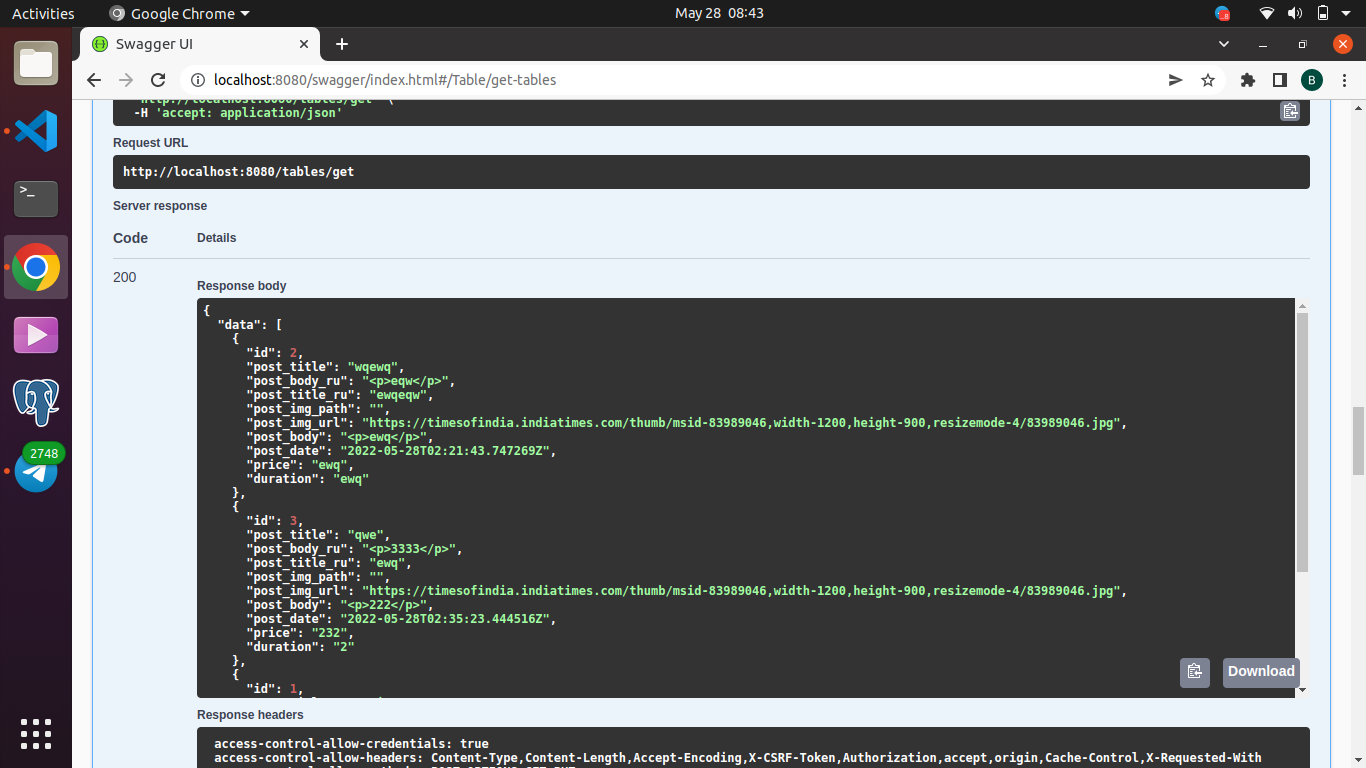 Activities
Google Chrome
May 28 08:43
8
Swagger UI
localhost:8080/swagger/index.html#/Table/get-tables
B
'http://localhost:8080/tables/get' \
-H 'accept: application/json'
Request URL
http://localhost:8080/tables/get
Server response
Code
Details
200
Response body
{
"data": [
{
"id": 2,
"post_title": "wqewq",
"post_body_ru": "<p>eqw</p>",
"post_title_ru": "ewqeqw",
"post_img_path": "",
"post_img_url": "https://timesofindia.indiatimes.com/thumb/msid-83989046,width-1200,height-900,resizemode-4/83989046.jpg",
"post_body": "<p>ewq</p>",
"post_date": "2022-05-28T02:21:43.747269Z",
"price": "ewq",
"duration": "ewq"
},
{
"id": 3,
"post_title": "qwe",
"post_body_ru": "<p>3333</p>",
"post_title_ru": "ewq",
"post_img_path": "",
"post_img_url": "https://timesofindia.indiatimes.com/thumb/msid-83989046,width-1200,height-900,resizemode-4/83989046.jpg",
"post_body": "<p>222</p>",
"post_date": "2022-05-28T02:35:23.444516Z",
"price": "232",
"duration": "2"
},
{
"id": 1,
Download
2748
Response headers
access-control-allow-credentials: true
access-control-allow-headers: Content-Type,Content-Length,Accept-Encoding,X-CSRF-Token,Authorization,accept,origin,Cache-Control,X-Requested-With